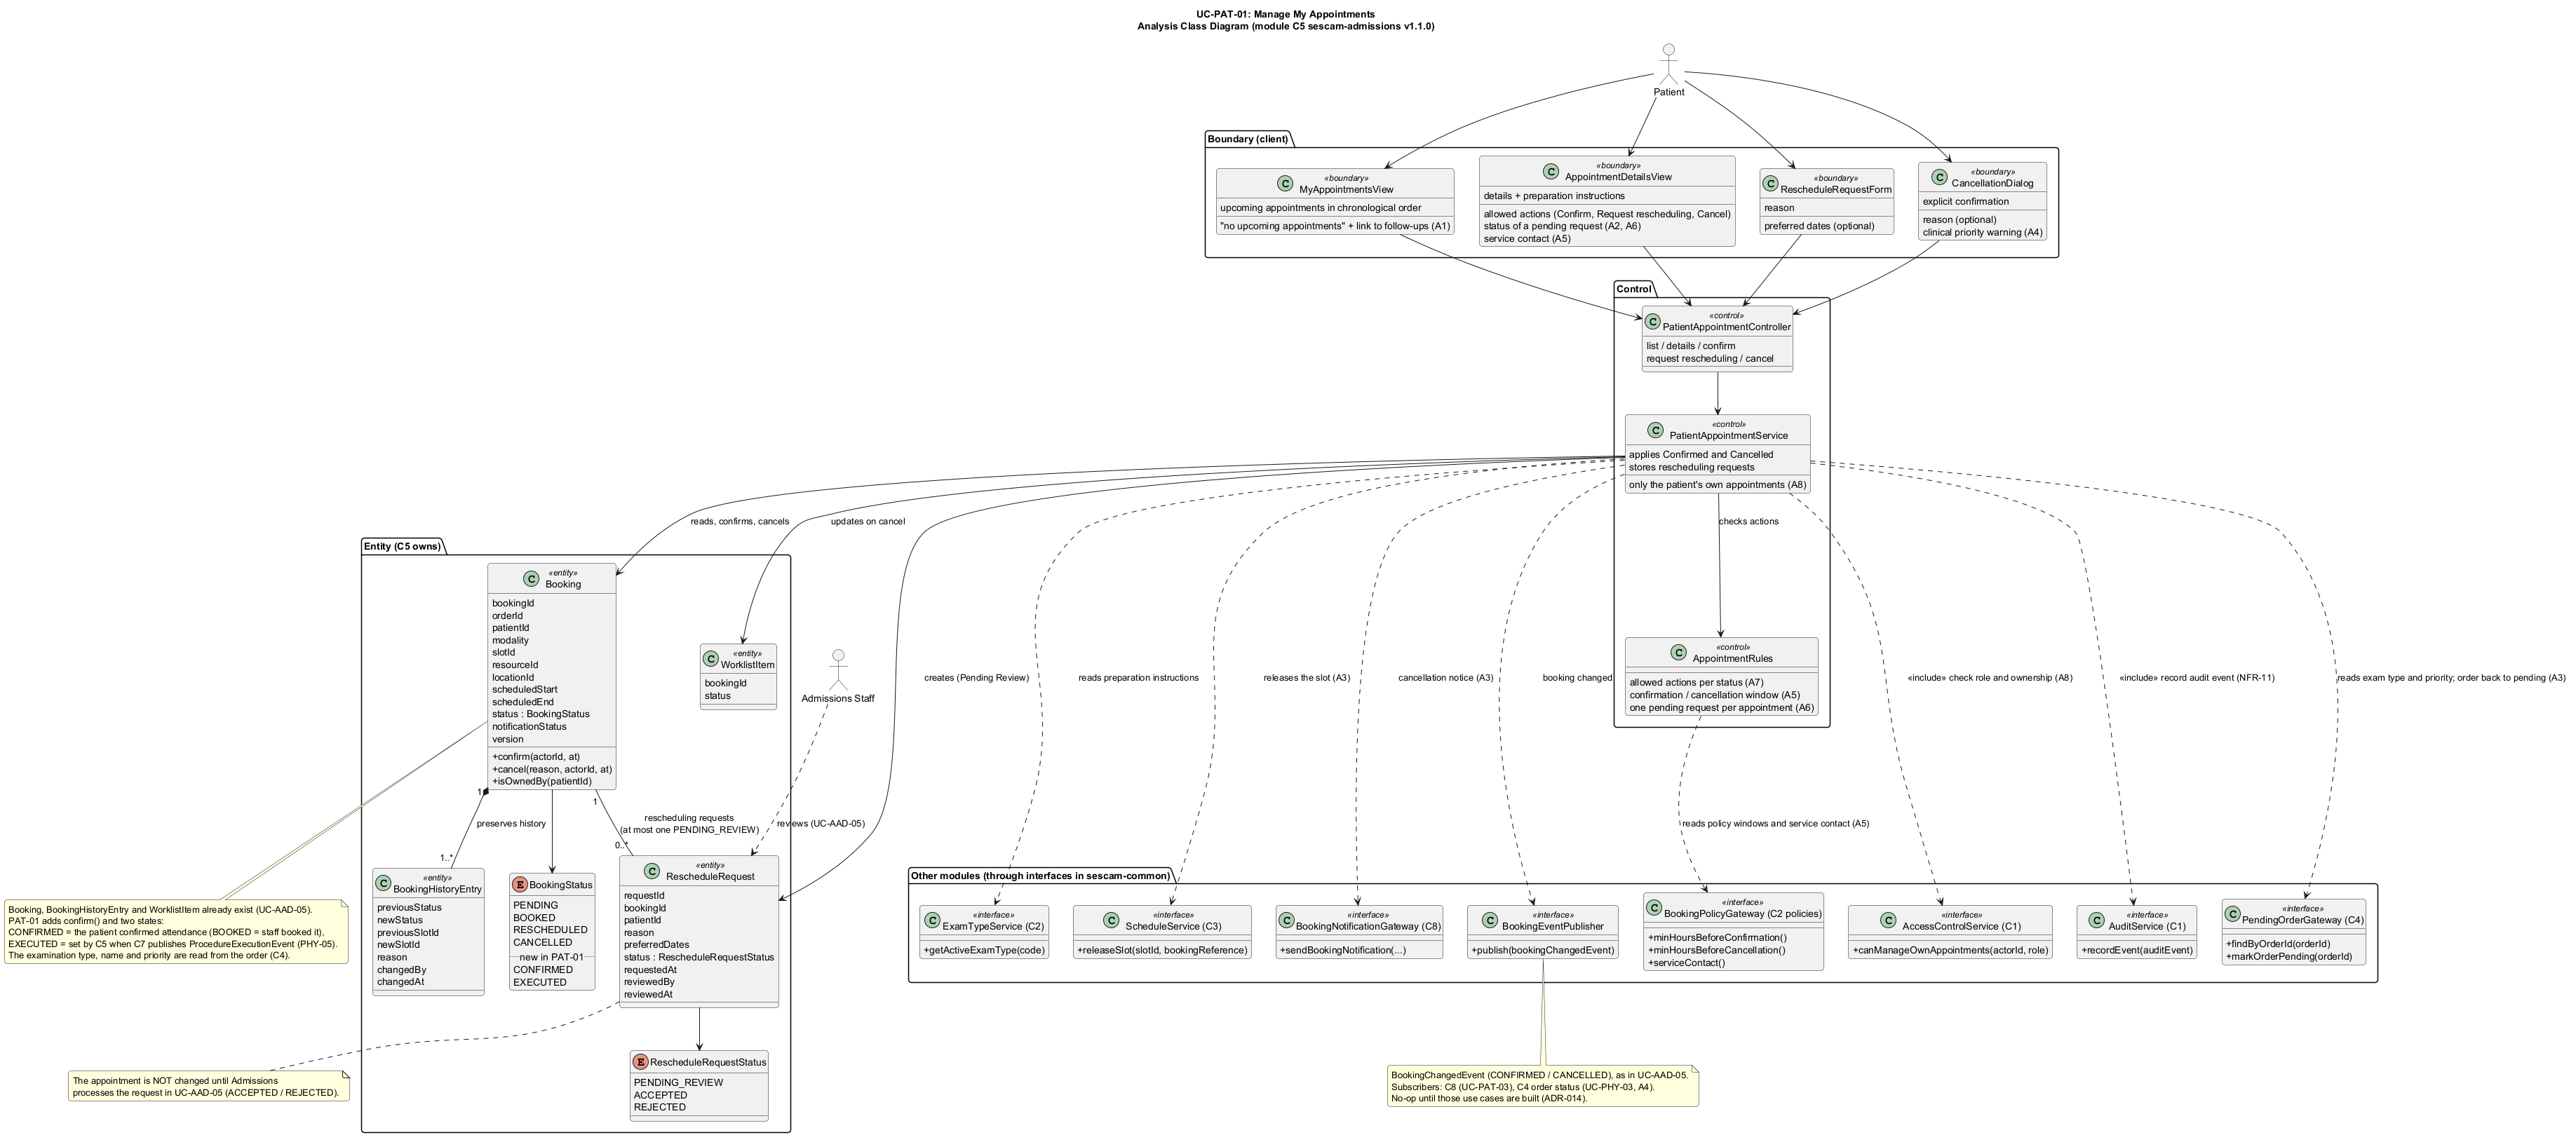 UC-PAT-01: Manage My Appointments
Analysis Class Diagram (module C5 sescam-admissions v1.1.0)
Patient
Boundary (client)
«boundary»
C
MyAppointmentsView
upcoming appointments in chronological order
"no upcoming appointments" + link to follow-ups (A1)
«boundary»
C
AppointmentDetailsView
details + preparation instructions
allowed actions (Confirm, Request rescheduling, Cancel)
status of a pending request (A2, A6)
service contact (A5)
«boundary»
C
RescheduleRequestForm
reason
preferred dates (optional)
«boundary»
C
CancellationDialog
explicit confirmation
reason (optional)
clinical priority warning (A4)
Control
«control»
C
PatientAppointmentController
list / details / confirm
request rescheduling / cancel
«control»
C
PatientAppointmentService
applies Confirmed and Cancelled
stores rescheduling requests
only the patient's own appointments (A8)
reads, confirms, cancels
updates on cancel
checks actions
Entity (C5 owns)
«entity»
C
Booking
bookingId
orderId
patientId
modality
slotId
resourceId
locationId
scheduledStart
scheduledEnd
status : BookingStatus
notificationStatus
version
+confirm(actorId, at)
+cancel(reason, actorId, at)
+isOwnedBy(patientId)
«entity»
C
WorklistItem
bookingId
status
Admissions Staff
creates (Pending Review)
reads preparation instructions
releases the slot (A3)
cancellation notice (A3)
booking changed
«control»
C
AppointmentRules
allowed actions per status (A7)
confirmation / cancellation window (A5)
one pending request per appointment (A6)
«include» check role and ownership (A8)
«include» record audit event (NFR-11)
reads exam type and priority; order back to pending (A3)
1
preserves history
1..*
1
rescheduling requests
(at most one PENDING_REVIEW)
0..*
reviews (UC-AAD-05)
reads policy windows and service contact (A5)
«entity»
C
BookingHistoryEntry
previousStatus
newStatus
previousSlotId
newSlotId
reason
changedBy
changedAt
E
BookingStatus
PENDING
BOOKED
RESCHEDULED
CANCELLED
new in PAT-01
CONFIRMED
EXECUTED
«entity»
C
RescheduleRequest
requestId
bookingId
patientId
reason
preferredDates
status : RescheduleRequestStatus
requestedAt
reviewedBy
reviewedAt
Booking, BookingHistoryEntry and WorklistItem already exist (UC-AAD-05).
PAT-01 adds confirm() and two states:
CONFIRMED = the patient confirmed attendance (BOOKED = staff booked it),
EXECUTED = set by C5 when C7 publishes ProcedureExecutionEvent (PHY-05).
The examination type, name and priority are read from the order (C4).
Other modules (through interfaces in sescam-common)
«interface»
C
ExamTypeService (C2)
+getActiveExamType(code)
«interface»
C
ScheduleService (C3)
+releaseSlot(slotId, bookingReference)
«interface»
C
BookingNotificationGateway (C8)
+sendBookingNotification(...)
«interface»
C
BookingEventPublisher
+publish(bookingChangedEvent)
«interface»
C
BookingPolicyGateway (C2 policies)
+minHoursBeforeConfirmation()
+minHoursBeforeCancellation()
+serviceContact()
«interface»
C
AccessControlService (C1)
+canManageOwnAppointments(actorId, role)
«interface»
C
AuditService (C1)
+recordEvent(auditEvent)
«interface»
C
PendingOrderGateway (C4)
+findByOrderId(orderId)
+markOrderPending(orderId)
The appointment is NOT changed until Admissions
processes the request in UC-AAD-05 (ACCEPTED / REJECTED).
E
RescheduleRequestStatus
PENDING_REVIEW
ACCEPTED
REJECTED
BookingChangedEvent (CONFIRMED / CANCELLED), as in UC-AAD-05.
Subscribers: C8 (UC-PAT-03), C4 order status (UC-PHY-03, A4).
No-op until those use cases are built (ADR-014).